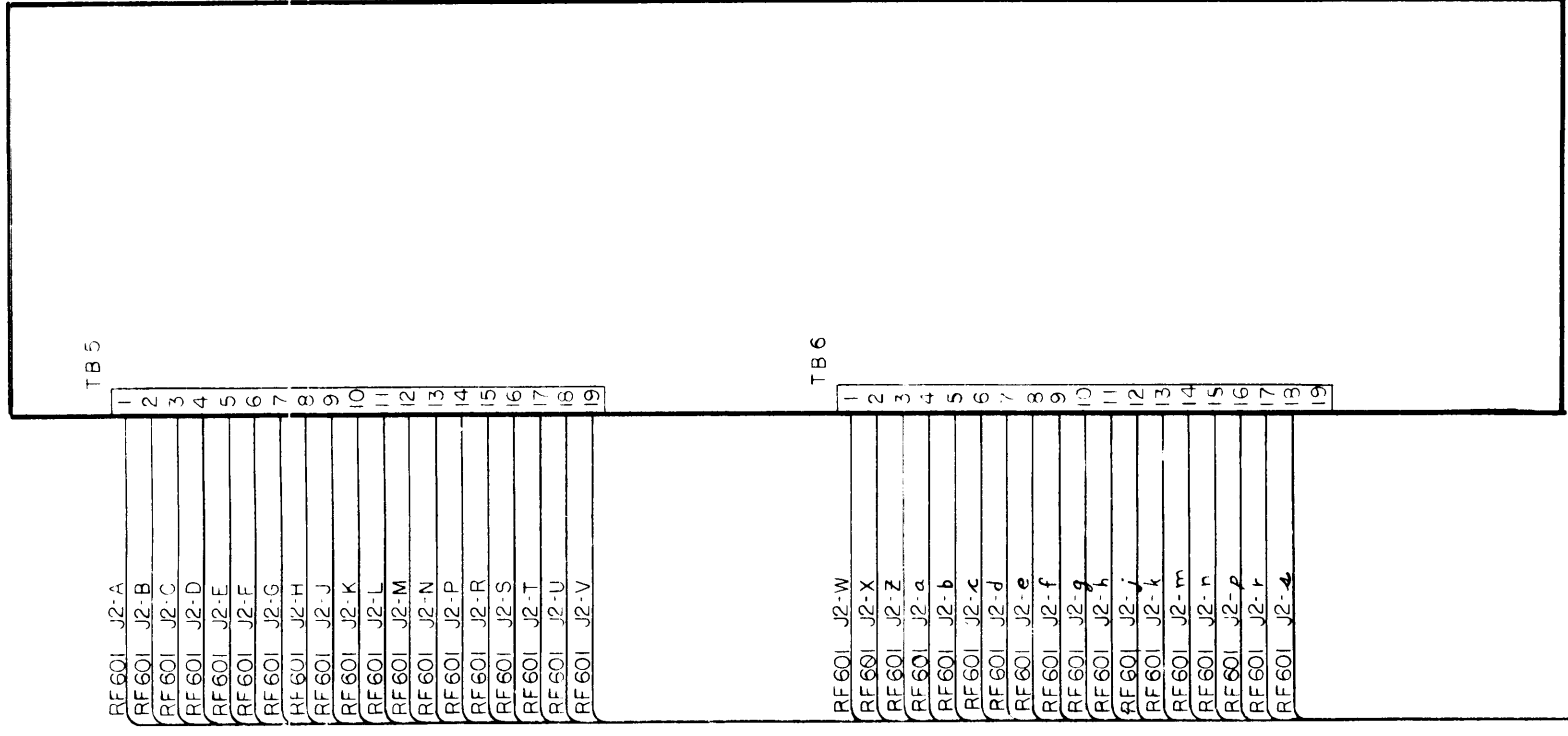 TB 5
1
2
3
4
5
6
7
8
9
10
11
12
13
14
15
16
17
18
19
RF601 J2-A
RF601 J2-B
RF601 J2-C
RF601 J2-D
RF601 J2-E
RF601 J2-F
RF601 J2-G
RF601 J2-H
RF601 J2-J
RF601 J2-K
RF601 J2-L
RF601 J2-M
RF601 J2-N
RF601 J2-P
RF601 J2-R
RF601 J2-S
RF601 J2-T
RF601 J2-U
RF601 J2-V
TB 6
1
2
3
4
5
6
7
8
9
10
11
12
13
14
15
16
17
18
19
RF601 J2-W
RF601 J2-X
RF601 J2-Z
RF601 J2-a
RF601 J2-b
RF601 J2-c
RF601 J2-d
RF601 J2-e
RF601 J2-f
RF601 J2-g
RF601 J2-h
RF601 J2-j
RF601 J2-k
RF601 J2-m
RF601 J2-n
RF601 J2-p
RF601 J2-r
RF601 J2-s